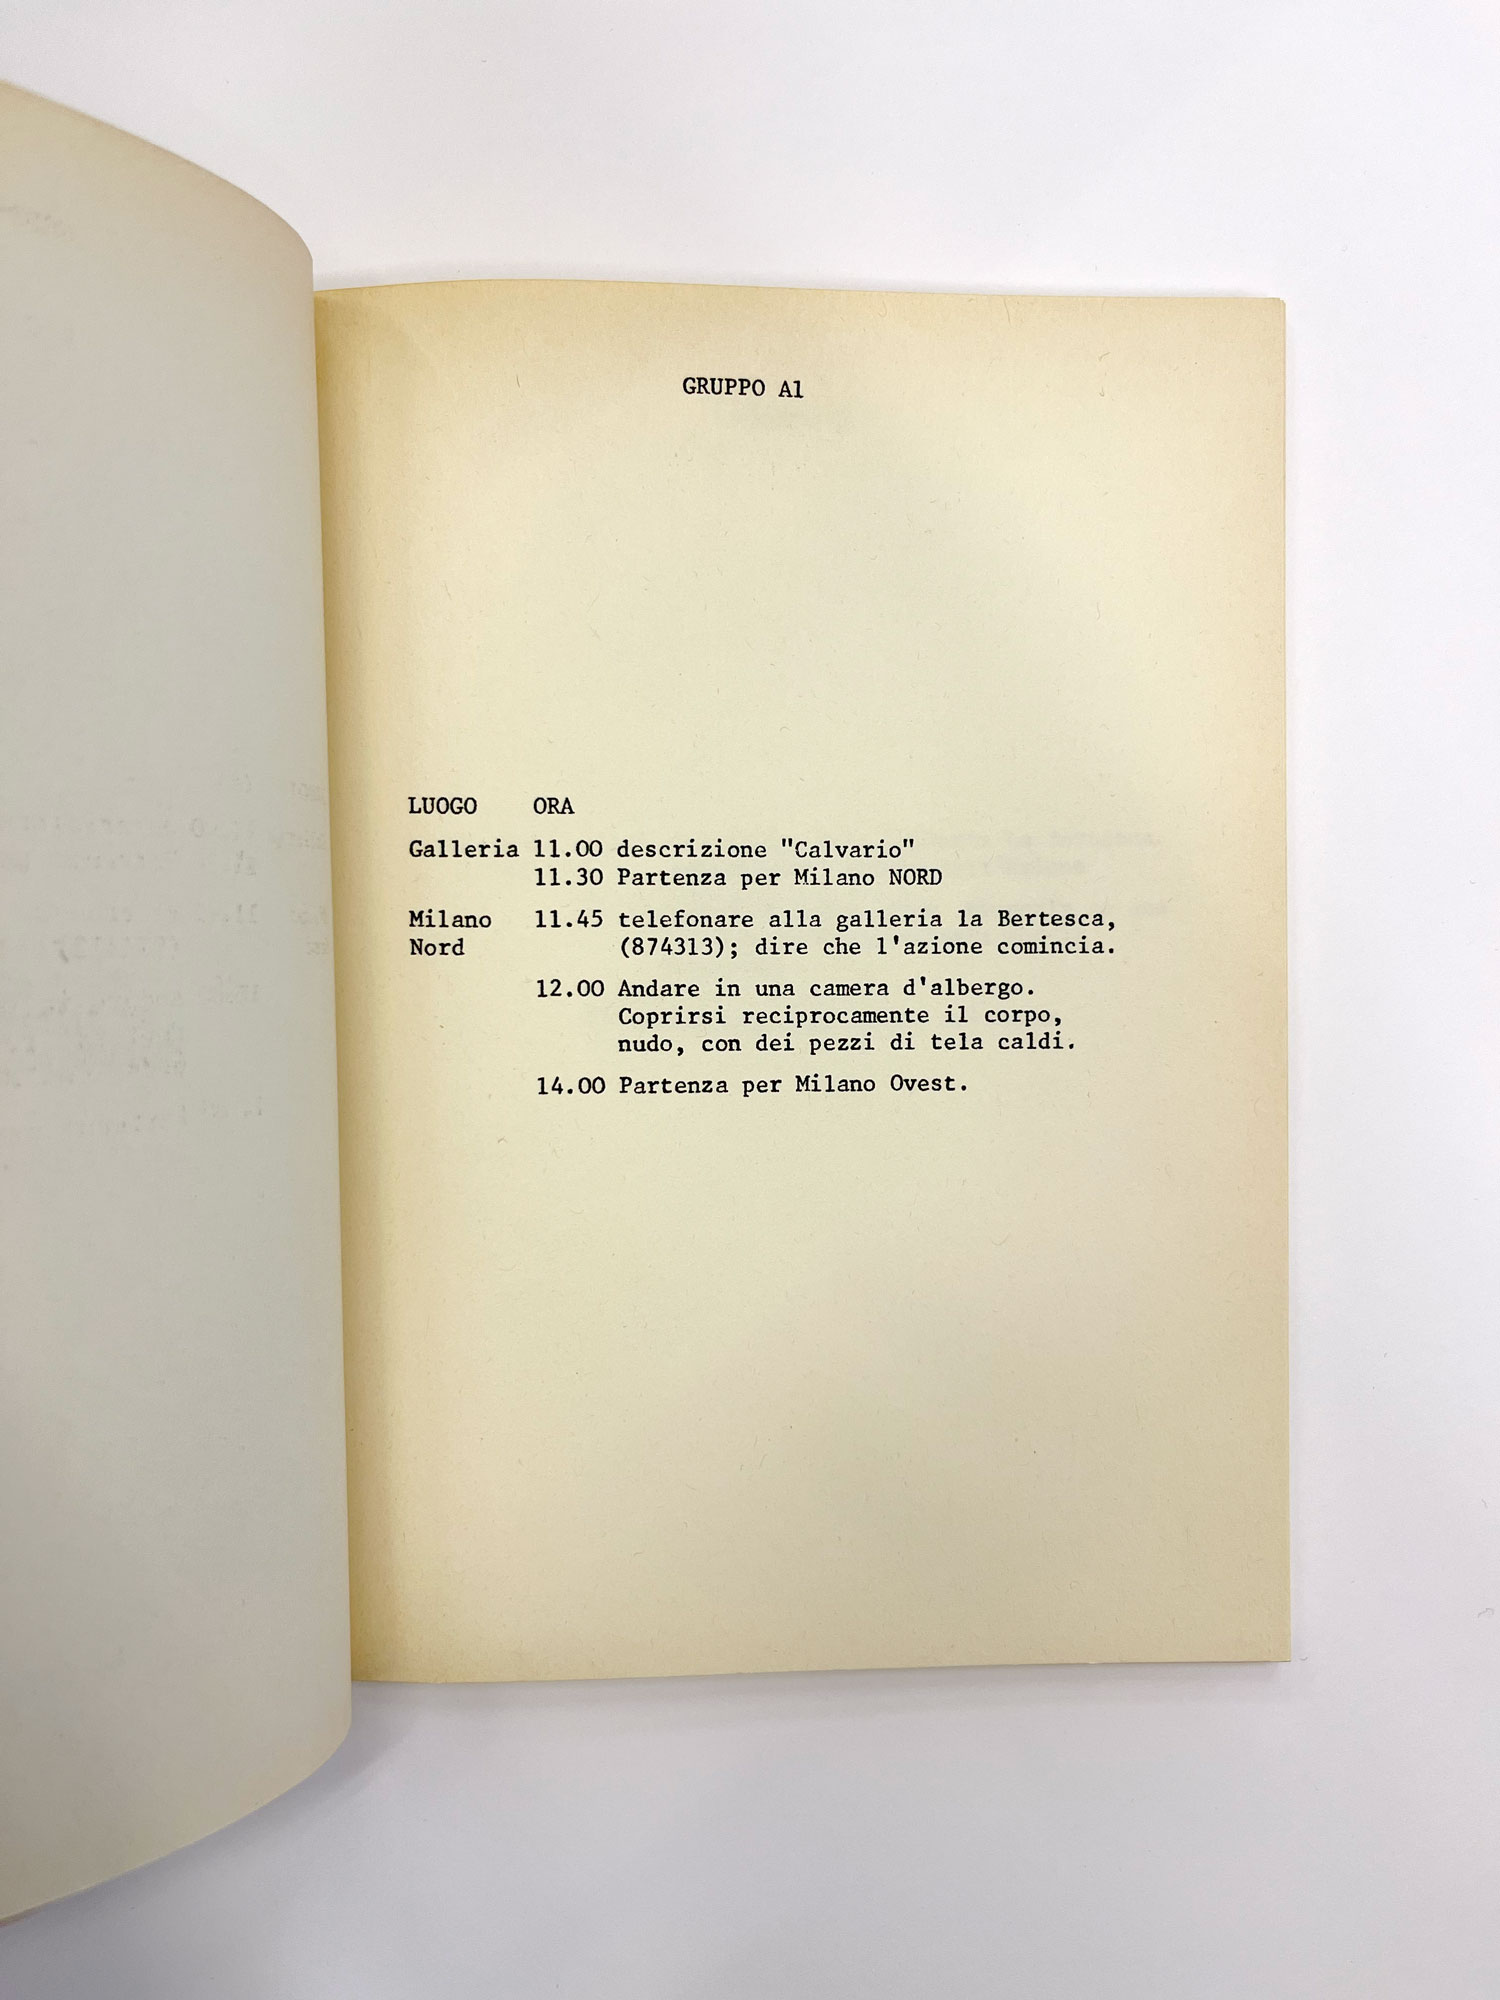 GRUPPO A1
LUOGO ORA
Galleria 11.00 descrizione "Calvario"
11.30 Partenza per Milano NORD
Milano 11.45 telefonare alla galleria la Bertesca,
Nord (874313); dire che l'azione comincia.
12.00 Andare in una camera d'albergo.
Coprirsi reciprocamente il corpo,
nudo, con dei pezzi di tela caldi.
14.00 Partenza per Milano Ovest.